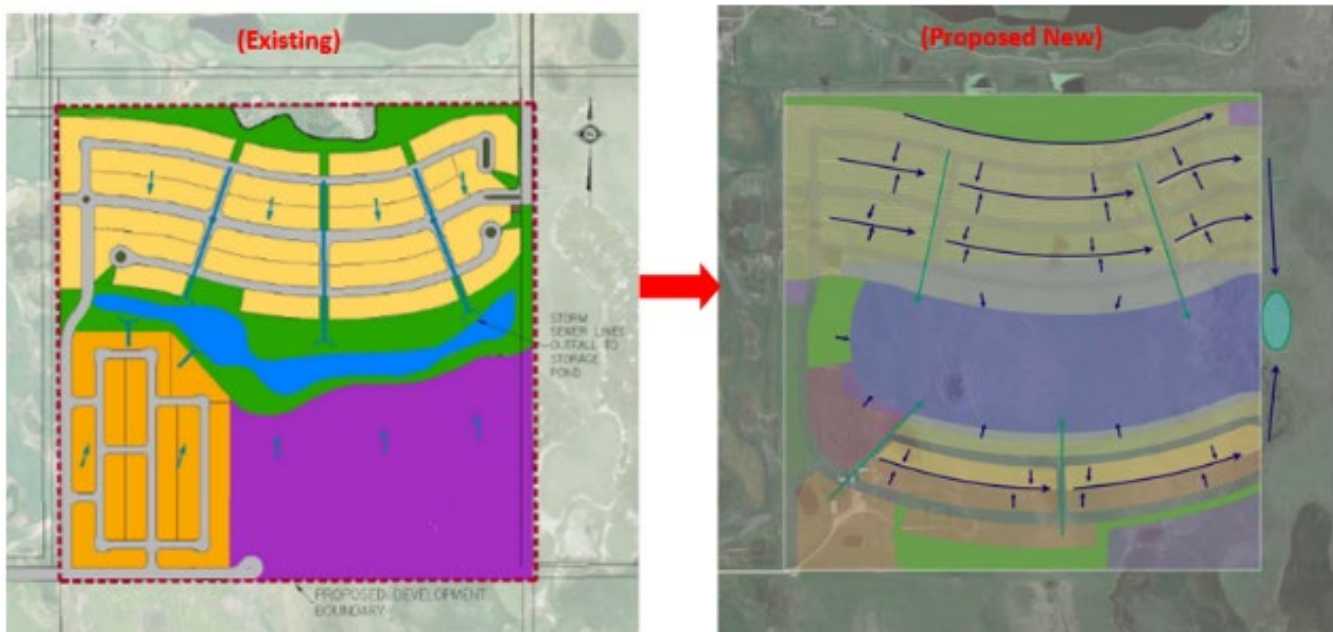 (Existing)
(Proposed New)
STORM
SEWER LINES
OUTFALL TO
STORAGE
POND
PROPOSED DEVELOPMENT
BOUNDARY